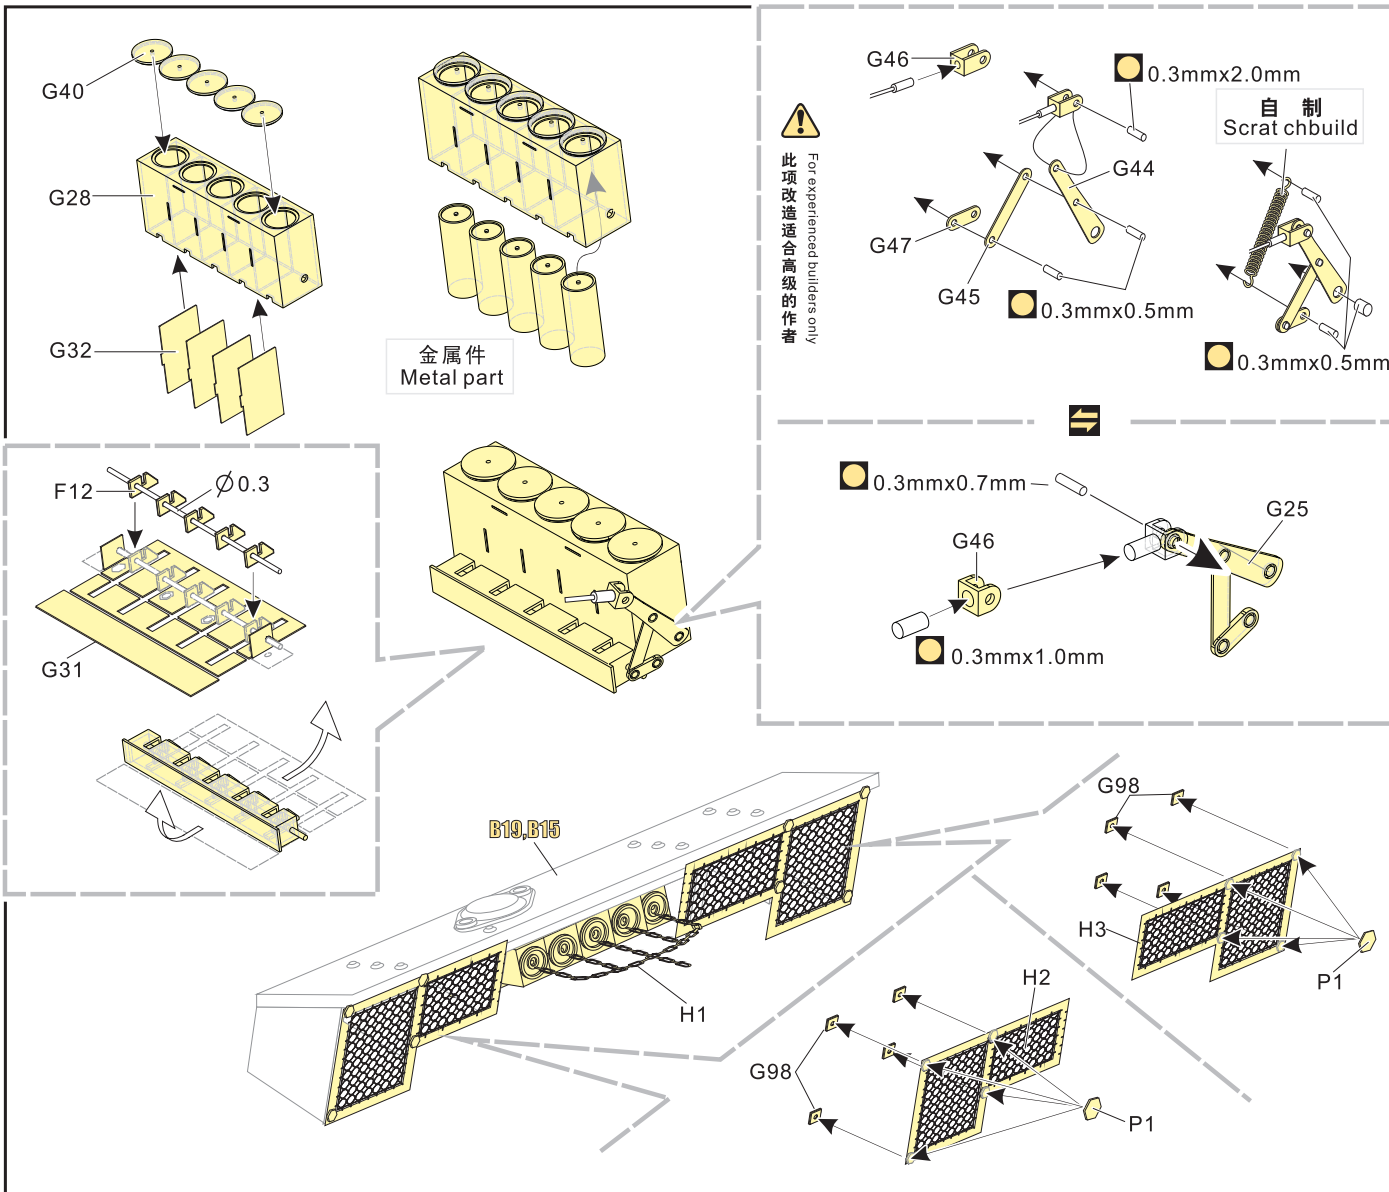 G40
G28
G32
金属件
Metal part
G46
0.3mmx2.0mm
自 制
Scrat chbuild
此项改造适合高级的作者
For experienced builders only
G44
G47
G45
0.3mmx0.5mm
0.3mmx0.5mm
F12
Ø0.3
G31
0.3mmx0.7mm
G25
G46
0.3mmx1.0mm
B19,B15
H1
G98
H3
P1
H2
G98
P1